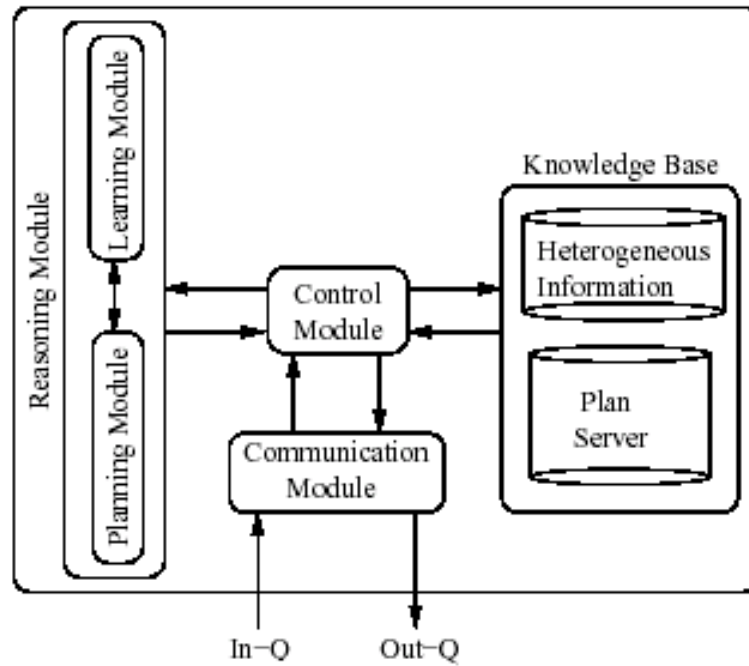 Reasoning Module
Learning Module
Planning Module
Control
Module
Communication
Module
Knowledge Base
Heterogeneous
Information
Plan
Server
In-Q
Out-Q